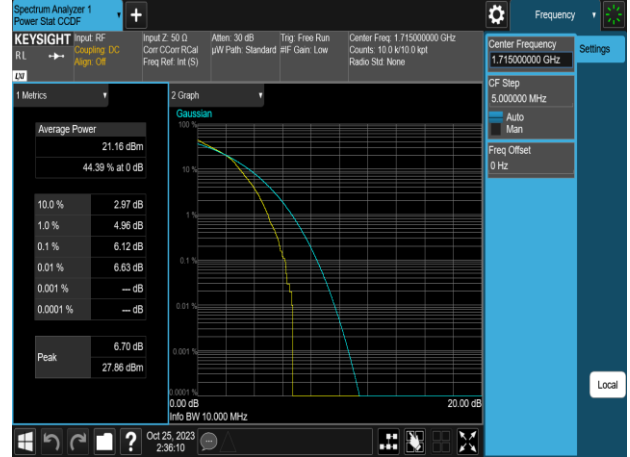 Spectrum Analyzer 1
Power Stat CCDF
Frequency
KEYSIGHT
RL
LXI
Input: RF
Coupling: DC
Align: Off
Input Z: 50 Ω
Corr CCorr RCal
Freq Ref: Int (S)
Atten: 30 dB
µW Path: Standard
Trig: Free Run
#IF Gain: Low
Center Freq: 1.715000000 GHz
Counts: 10.0 k/10.0 kpt
Radio Std: None
Center Frequency
1.715000000 GHz
Settings
CF Step
5.000000 MHz
Auto
Man
Freq Offset
0 Hz
1 Metrics
Average Power
21.16 dBm
44.39 % at 0 dB
10.0 % 2.97 dB
1.0 % 4.96 dB
0.1 % 6.12 dB
0.01 % 6.63 dB
0.001 % --- dB
0.0001 % --- dB
Peak
6.70 dB
27.86 dBm
2 Graph
Gaussian
100 %
10 %
1 %
0.1 %
0.01 %
0.001 %
0.0001 %
0.00 dB
20.00 dB
Info BW 10.000 MHz
Local
?
Oct 25, 2023
2:36:10